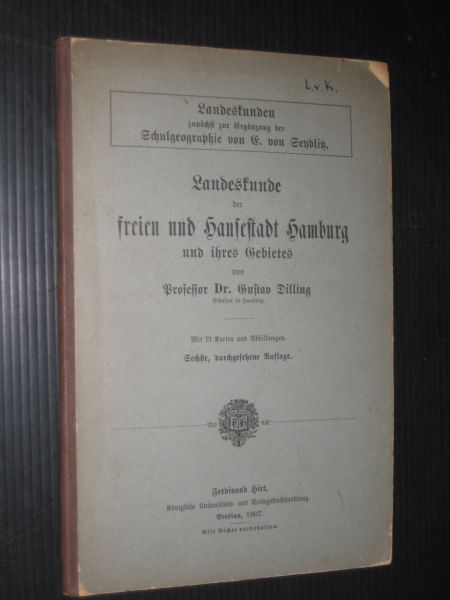 L.v.K.
Landeskunden
zunächst zur Ergänzung der
Schulgeographie von E. von Seydlitz.
Landeskunde
der
freien und Hansestadt Hamburg
und ihres Gebietes
von
Professor Dr. Gustav Dilling
Schulrat in Hamburg.
Mit 21 Karten und Abbildungen.
Sechste, durchgesehene Auflage.
Ferdinand Hirt,
Königliche Universitäts- und Verlagsbuchhandlung.
Breslau, 1907.
Alle Rechte vorbehalten.